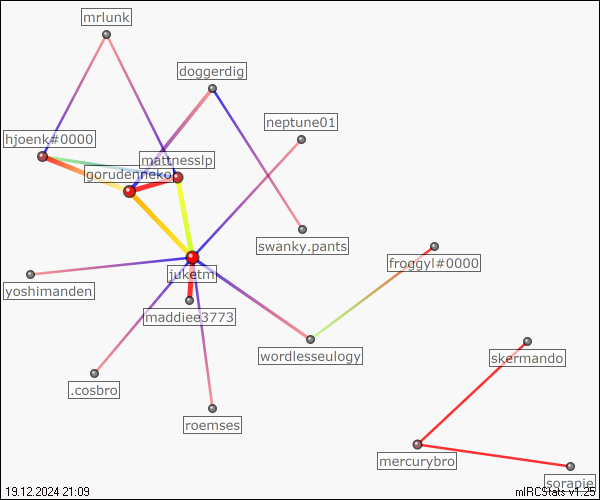 mrlunk
doggerdig
neptune01
hjoenk#0000
mattnesslp
gorudenneko
swanky.pants
froggyl#0000
juketm
yoshimanden
maddiee3773
wordlesseulogy
skermando
.cosbro
roemses
mercurybro
sorapie
19.12.2024 21:09
mIRCStats v1.25